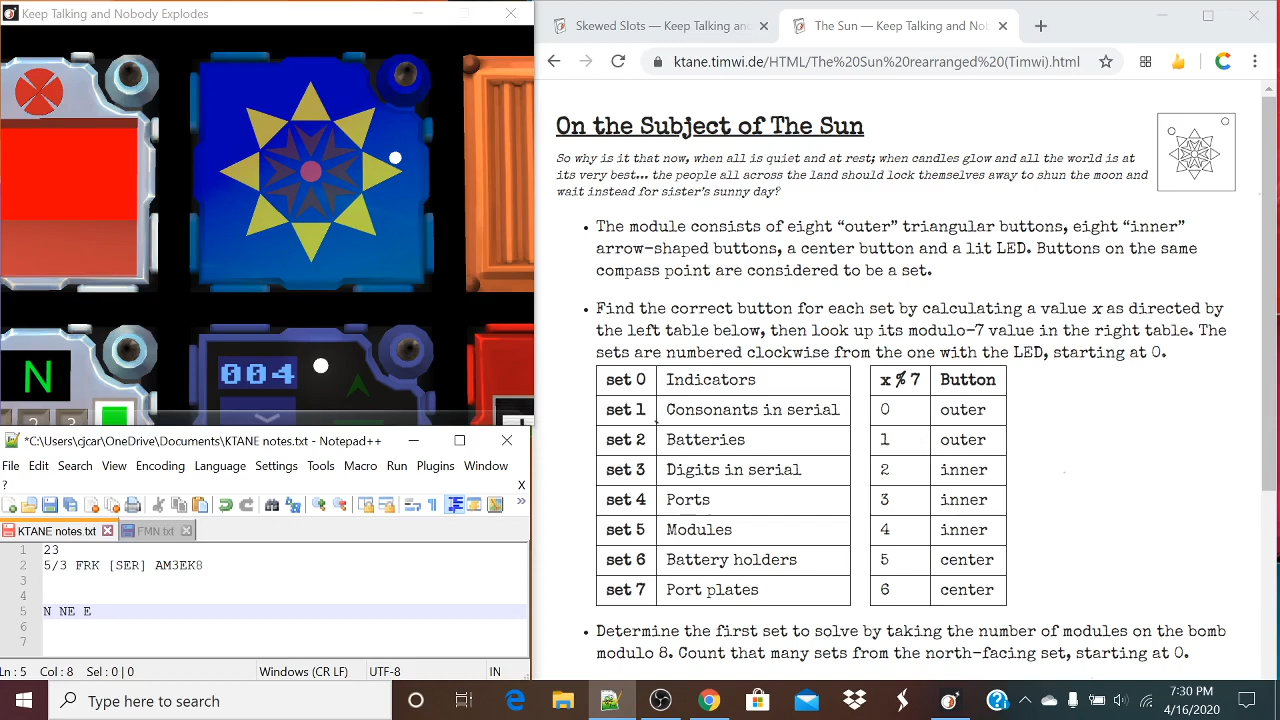 Keep Talking and Nobody Explodes
N
2 3
004
*C:\Users\cjcar\OneDrive\Documents\KTANE notes.txt - Notepad++
File Edit Search View Encoding Language Settings Tools Macro Run Plugins Window
? X
KTANE notes.txt FMN txt
1 23
2 5/3 FRK [SER] AM3EK8
3
4
5 N NE E
6
7
Ln : 5 Col : 8 Sel : 0 | 0 Windows (CR LF) UTF-8 IN
Skewed Slots — Keep Talking and
The Sun — Keep Talking and Nob
ktane.timwi.de/HTML/The%20Sun%20rearranged%20(Timwi).html
On the Subject of The Sun
So why is it that now, when all is quiet and at rest; when candles glow and all the world is at
its very best... the people all across the land should lock themselves away to shun the moon and
wait instead for sister's sunny day?
• The module consists of eight “outer” triangular buttons, eight “inner”
arrow-shaped buttons, a center button and a lit LED. Buttons on the same
compass point are considered to be a set.
• Find the correct button for each set by calculating a value x as directed by
the left table below, then look up its modulo-7 value in the right table. The
sets are numbered clockwise from the one with the LED, starting at 0.
set 0 Indicators
set 1 Consonants in serial
set 2 Batteries
set 3 Digits in serial
set 4 Ports
set 5 Modules
set 6 Battery holders
set 7 Port plates
x % 7 Button
0 outer
1 outer
2 inner
3 inner
4 inner
5 center
6 center
• Determine the first set to solve by taking the number of modules on the bomb
modulo 8. Count that many sets from the north-facing set, starting at 0.
Type here to search
7:30 PM
4/16/2020